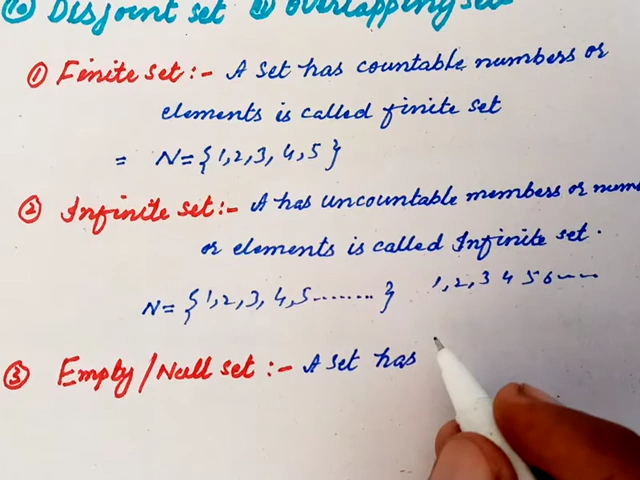 ⑩ Disjoint set ⑪ overlapping set
① Finite set :- A set has countable numbers or
elements is called finite set
= N = {1,2,3, 4,5}
② Infinite set :- A has uncountable members or num
or elements is called Infinite set.
N = {1,2,3, 4,5 ........ } 1,2,3 4 5 6 ----
③ Empty / Null set :- A set has